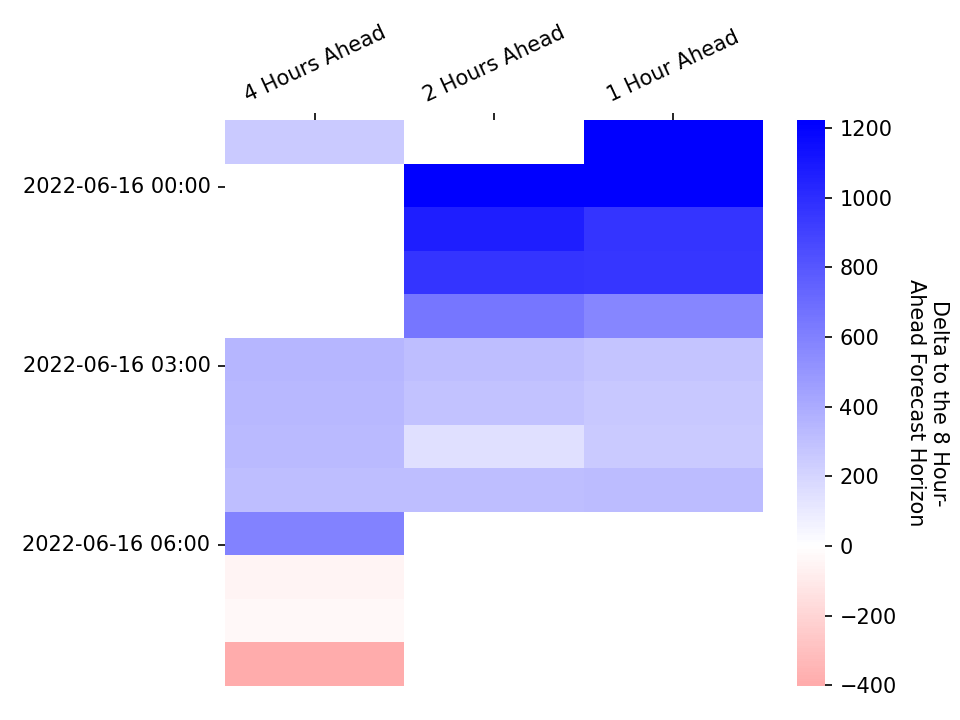 4 Hours Ahead
2 Hours Ahead
1 Hour Ahead
2022-06-16 00:00
2022-06-16 03:00
2022-06-16 06:00
1200
1000
800
600
400
200
0
−200
−400
Delta to the 8 Hour-
Ahead Forecast Horizon